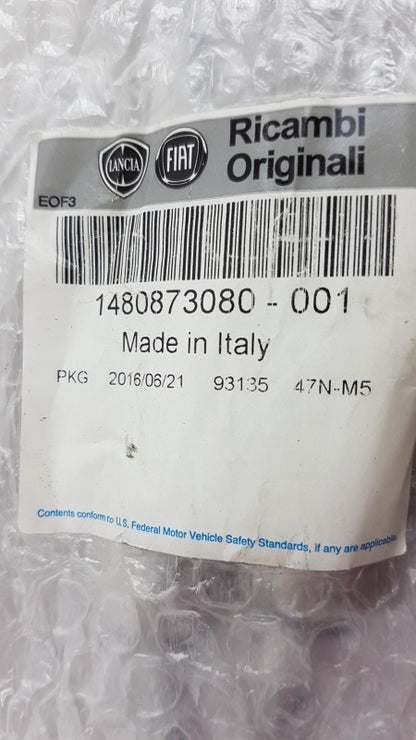 LANCIA FIAT Ricambi
Originali
EOF3
1480873080 - 001
Made in Italy
PKG 2016/06/21 93135 47N-M5
Contents conform to U.S. Federal Motor Vehicle Safety Standards, if any are applicable.